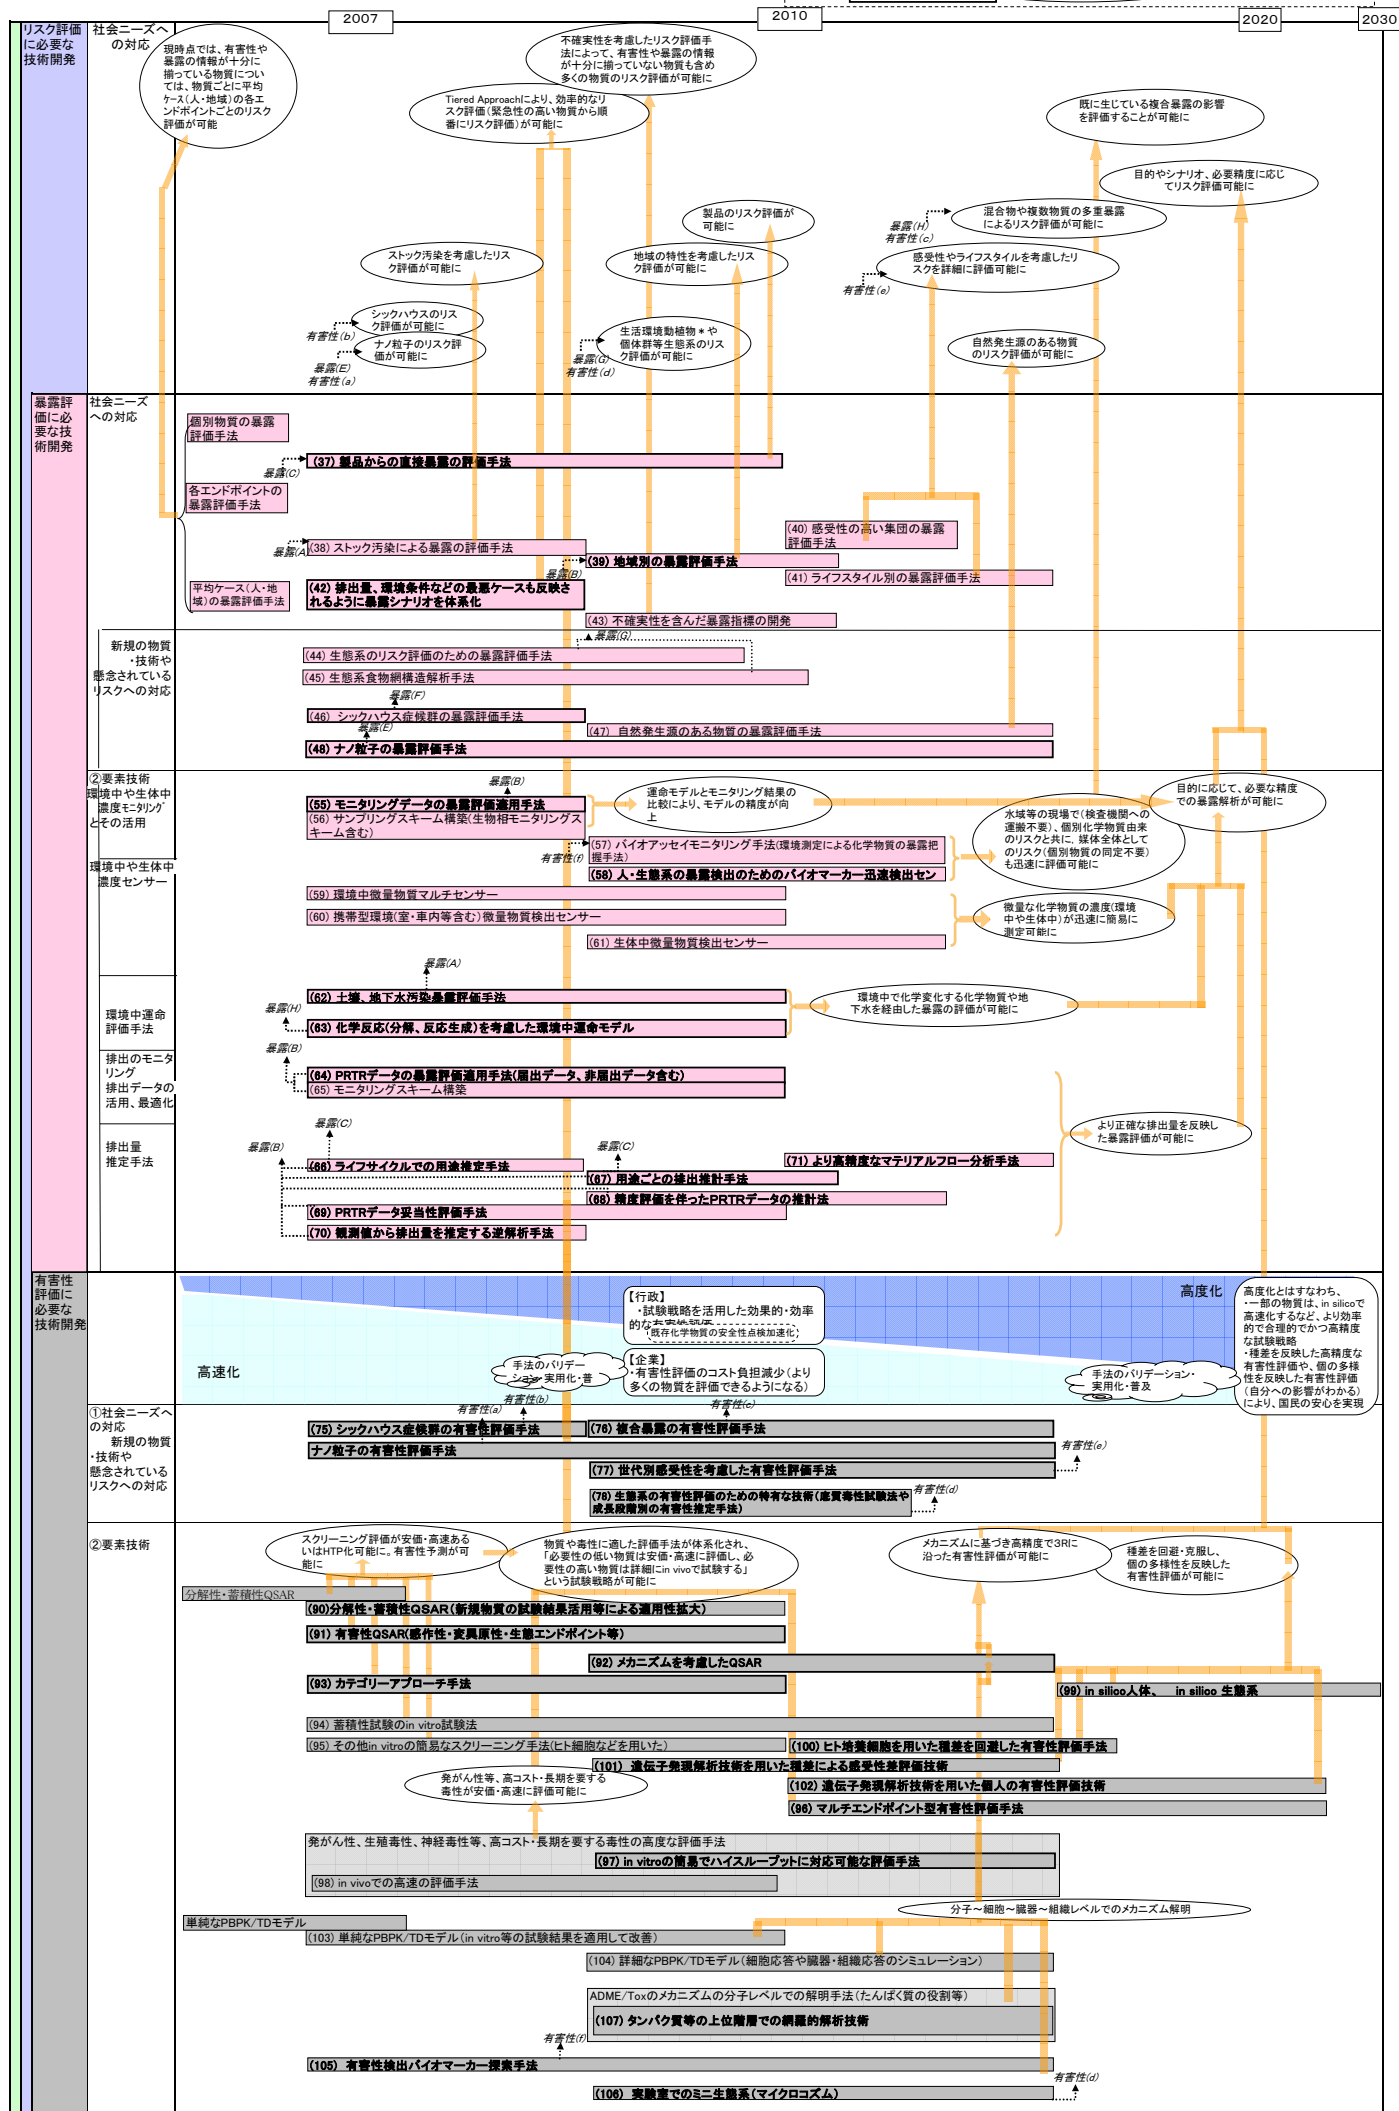 2007
2010
2020
2030
リスク評価
に必要な
技術開発
社会ニーズへ
の対応
現時点では、有害性や
暴露の情報が十分に
揃っている物質につい
ては、物質ごとに平均
ケース(人・地域)の各エ
ンドポイントごとのリスク
評価が可能
不確実性を考慮したリスク評価手
法によって、有害性や暴露の情報
が十分に揃っていない物質も含め
多くの物質のリスク評価が可能に
Tiered Approachにより、効率的なリ
スク評価(緊急性の高い物質から順
番にリスク評価)が可能に
既に生じている複合暴露の影響
を評価することが可能に
目的やシナリオ、必要精度に応じ
てリスク評価可能に
製品のリスク評価が
可能に
暴露(H)
有害性(c)
混合物や複数物質の多重暴露
によるリスク評価が可能に
ストック汚染を考慮したリス
ク評価が可能に
地域の特性を考慮したリス
ク評価が可能に
感受性やライフスタイルを考慮したリ
スクを詳細に評価可能に
有害性(e)
シックハウスのリス
ク評価が可能に
有害性(b)
ナノ粒子のリスク評
価が可能に
暴露(E)
有害性(a)
生活環境動植物*や
個体群等生態系のリス
ク評価が可能に
暴露(G)
有害性(d)
自然発生源のある物質
のリスク評価が可能に
暴露評
価に必
要な技
術開発
社会ニーズ
への対応
個別物質の暴露
評価手法
(37) 製品からの直接暴露の評価手法
暴露(C)
各エンドポイントの
暴露評価手法
(40) 感受性の高い集団の暴露
評価手法
暴露(A)
(38) ストック汚染による暴露の評価手法
(39) 地域別の暴露評価手法
暴露(B)
(41) ライフスタイル別の暴露評価手法
平均ケース(人・地
域)の暴露評価手法
(42) 排出量、環境条件などの最悪ケースも反映さ
れるように暴露シナリオを体系化
(43) 不確実性を含んだ暴露指標の開発
新規の物質
・技術や
懸念されている
リスクへの対応
暴露(G)
(44) 生態系のリスク評価のための暴露評価手法
(45) 生態系食物網構造解析手法
暴露(F)
(46) シックハウス症候群の暴露評価手法
暴露(E)
(47) 自然発生源のある物質の暴露評価手法
(48) ナノ粒子の暴露評価手法
②要素技術
環境中や生体中
濃度モニタリング
とその活用
暴露(B)
(55) モニタリングデータの暴露評価適用手法
(56) サンプリングスキーム構築(生物相モニタリングス
キーム含む)
運命モデルとモニタリング結果の
比較により、モデルの精度が向
上
目的に応じて、必要な精度
での暴露解析が可能に
水域等の現場で(検査機関への
運搬不要)、個別化学物質由来
のリスクと共に、媒体全体として
のリスク(個別物質の同定不要)
も迅速に評価可能に
(57) バイオアッセイモニタリング手法(環境測定による化学物質の暴露把
握手法)
有害性(f)
(58) 人・生態系の暴露検出のためのバイオマーカー迅速検出セン
環境中や生体中
濃度センサー
(59) 環境中微量物質マルチセンサー
(60) 携帯型環境(室・車内等含む)微量物質検出センサー
(61) 生体中微量物質検出センサー
微量な化学物質の濃度(環境
中や生体中)が迅速に簡易に
測定可能に
暴露(A)
環境中運命
評価手法
(62) 土壌、地下水汚染暴露評価手法
暴露(H)
(63) 化学反応(分解、反応生成)を考慮した環境中運命モデル
環境中で化学変化する化学物質や地
下水を経由した暴露の評価が可能に
排出のモニタ
リング
排出データの
活用、最適化
暴露(B)
(64) PRTRデータの暴露評価適用手法(届出データ、非届出データ含む)
(65) モニタリングスキーム構築
排出量
推定手法
暴露(C)
暴露(B)
暴露(C)
より正確な排出量を反映し
た暴露評価が可能に
(66) ライフサイクルでの用途推定手法
(71) より高精度なマテリアルフロー分析手法
(67) 用途ごとの排出推計手法
(68) 精度評価を伴ったPRTRデータの推計法
(69) PRTRデータ妥当性評価手法
(70) 観測値から排出量を推定する逆解析手法
有害性
評価に
必要な
技術開発
高度化
高速化
【行政】
・試験戦略を活用した効果的・効率
的な有害性評価
既存化学物質の安全性点検加速化
【企業】
・有害性評価のコスト負担減少(より
多くの物質を評価できるようになる)
手法のバリデー
ション・実用化・普
手法のバリデーション・
実用化・普及
高度化とはすなわち、
・一部の物質は、in silicoで
高速化するなど、より効率
的で合理的でかつ高精度
な試験戦略
・種差を反映した高精度な
有害性評価や、個の多様
性を反映した有害性評価
(自分への影響がわかる)
により、国民の安心を実現
①社会ニーズへ
の対応
新規の物質
・技術や
懸念されている
リスクへの対応
有害性(a)
有害性(b)
有害性(c)
(75) シックハウス症候群の有害性評価手法
(76) 複合暴露の有害性評価手法
ナノ粒子の有害性評価手法
有害性(e)
(77) 世代別感受性を考慮した有害性評価手法
(78) 生態系の有害性評価のための特有な技術(底質毒性試験法や
成長段階別の有害性推定手法)
有害性(d)
②要素技術
スクリーニング評価が安価・高速ある
いはHTP化可能に。有害性予測が可
能に
物質や毒性に適した評価手法が体系化され、
「必要性の低い物質は安価・高速に評価し、必
要性の高い物質は詳細にin vivoで試験する」
という試験戦略が可能に
メカニズムに基づき高精度で3Rに
沿った有害性評価が可能に
種差を回避・克服し、
個の多様性を反映した
有害性評価が可能に
分解性・蓄積性QSAR
(90)分解性・蓄積性QSAR(新規物質の試験結果活用等による適用性拡大)
(91) 有害性QSAR(感作性・変異原性・生態エンドポイント等)
(92) メカニズムを考慮したQSAR
(93) カテゴリーアプローチ手法
(99) in silico人体、 in silico 生態系
(94) 蓄積性試験のin vitro試験法
(95) その他in vitroの簡易なスクリーニング手法(ヒト細胞などを用いた)
(100) ヒト培養細胞を用いた種差を回避した有害性評価手法
(101) 遺伝子発現解析技術を用いた種差による感受性差評価技術
発がん性等、高コスト・長期を要する
毒性が安価・高速に評価可能に
(102) 遺伝子発現解析技術を用いた個人の有害性評価技術
(96) マルチエンドポイント型有害性評価手法
発がん性、生殖毒性、神経毒性等、高コスト・長期を要する毒性の高度な評価手法
(97) in vitroの簡易でハイスループットに対応可能な評価手法
(98) in vivoでの高速の評価手法
分子～細胞～臓器～組織レベルでのメカニズム解明
単純なPBPK/TDモデル
(103) 単純なPBPK/TDモデル(in vitro等の試験結果を適用して改善)
(104) 詳細なPBPK/TDモデル(細胞応答や臓器・組織応答のシミュレーション)
ADME/Toxのメカニズムの分子レベルでの解明手法(たんぱく質の役割等)
(107) タンパク質等の上位階層での網羅的解析技術
有害性(f)
(105) 有害性検出バイオマーカー探索手法
有害性(d)
(106) 実験室でのミニ生態系(マイクロコズム)